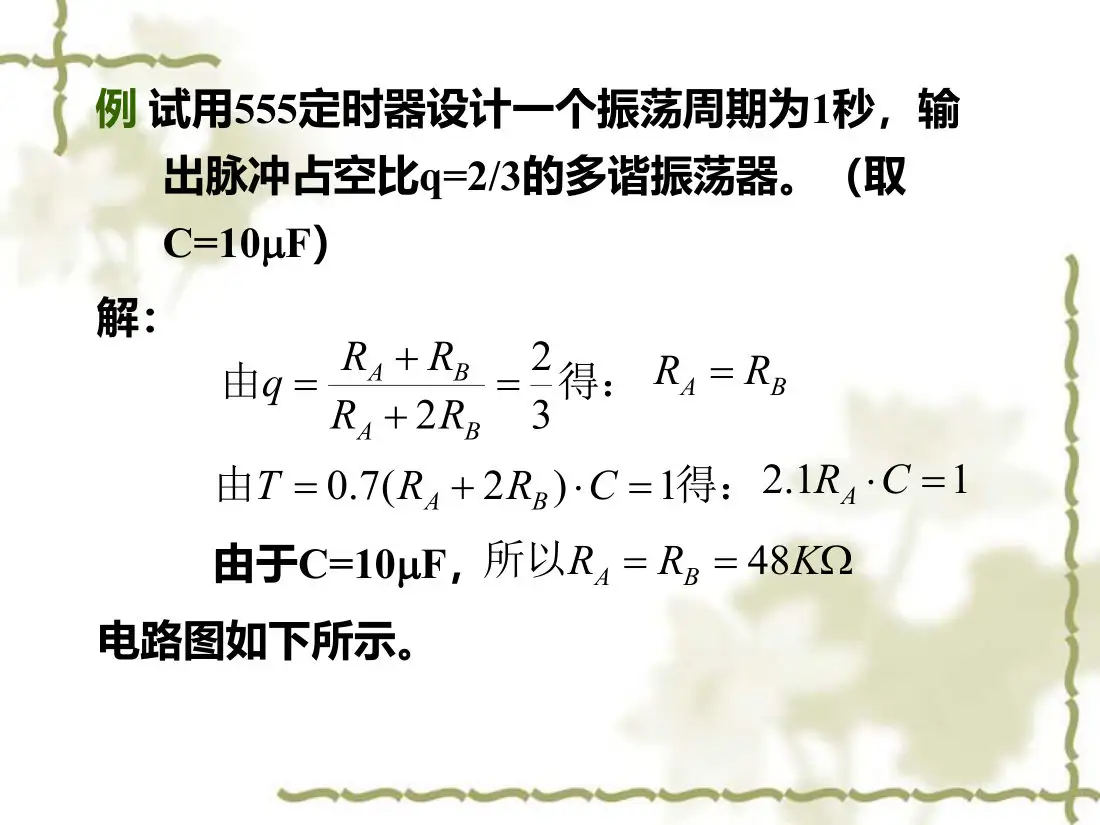 例 试用555定时器设计一个振荡周期为1秒，输
出脉冲占空比q=2/3的多谐振荡器。（取
C=10μF）
解：
由q = \frac{R_A + R_B}{R_A + 2R_B} = \frac{2}{3} 得： R_A = R_B
由T = 0.7(R_A + 2R_B)·C = 1得： 2.1R_A·C = 1
由于C=10μF，所以R_A = R_B = 48KΩ
电路图如下所示。